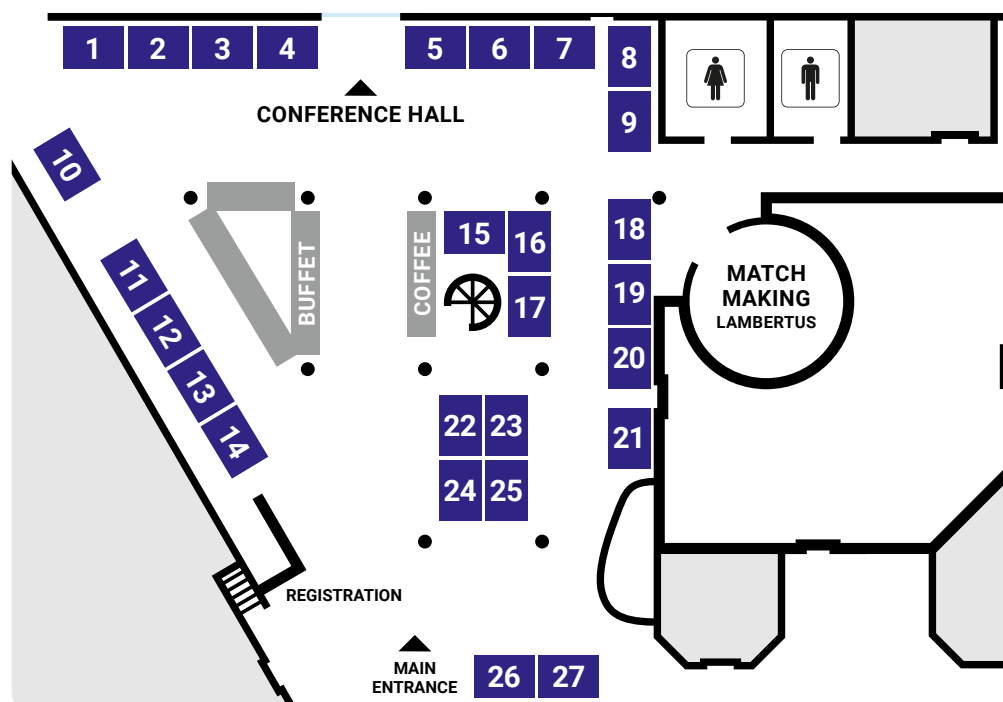 1 2 3 4 5 6 7 8
CONFERENCE HALL
9
10
BUFFET
COFFEE
15 16
17
18
19
20
21
MATCH
MAKING
LAMBERTUS
11
12
13
14
22 23
24 25
REGISTRATION
MAIN
ENTRANCE
26 27